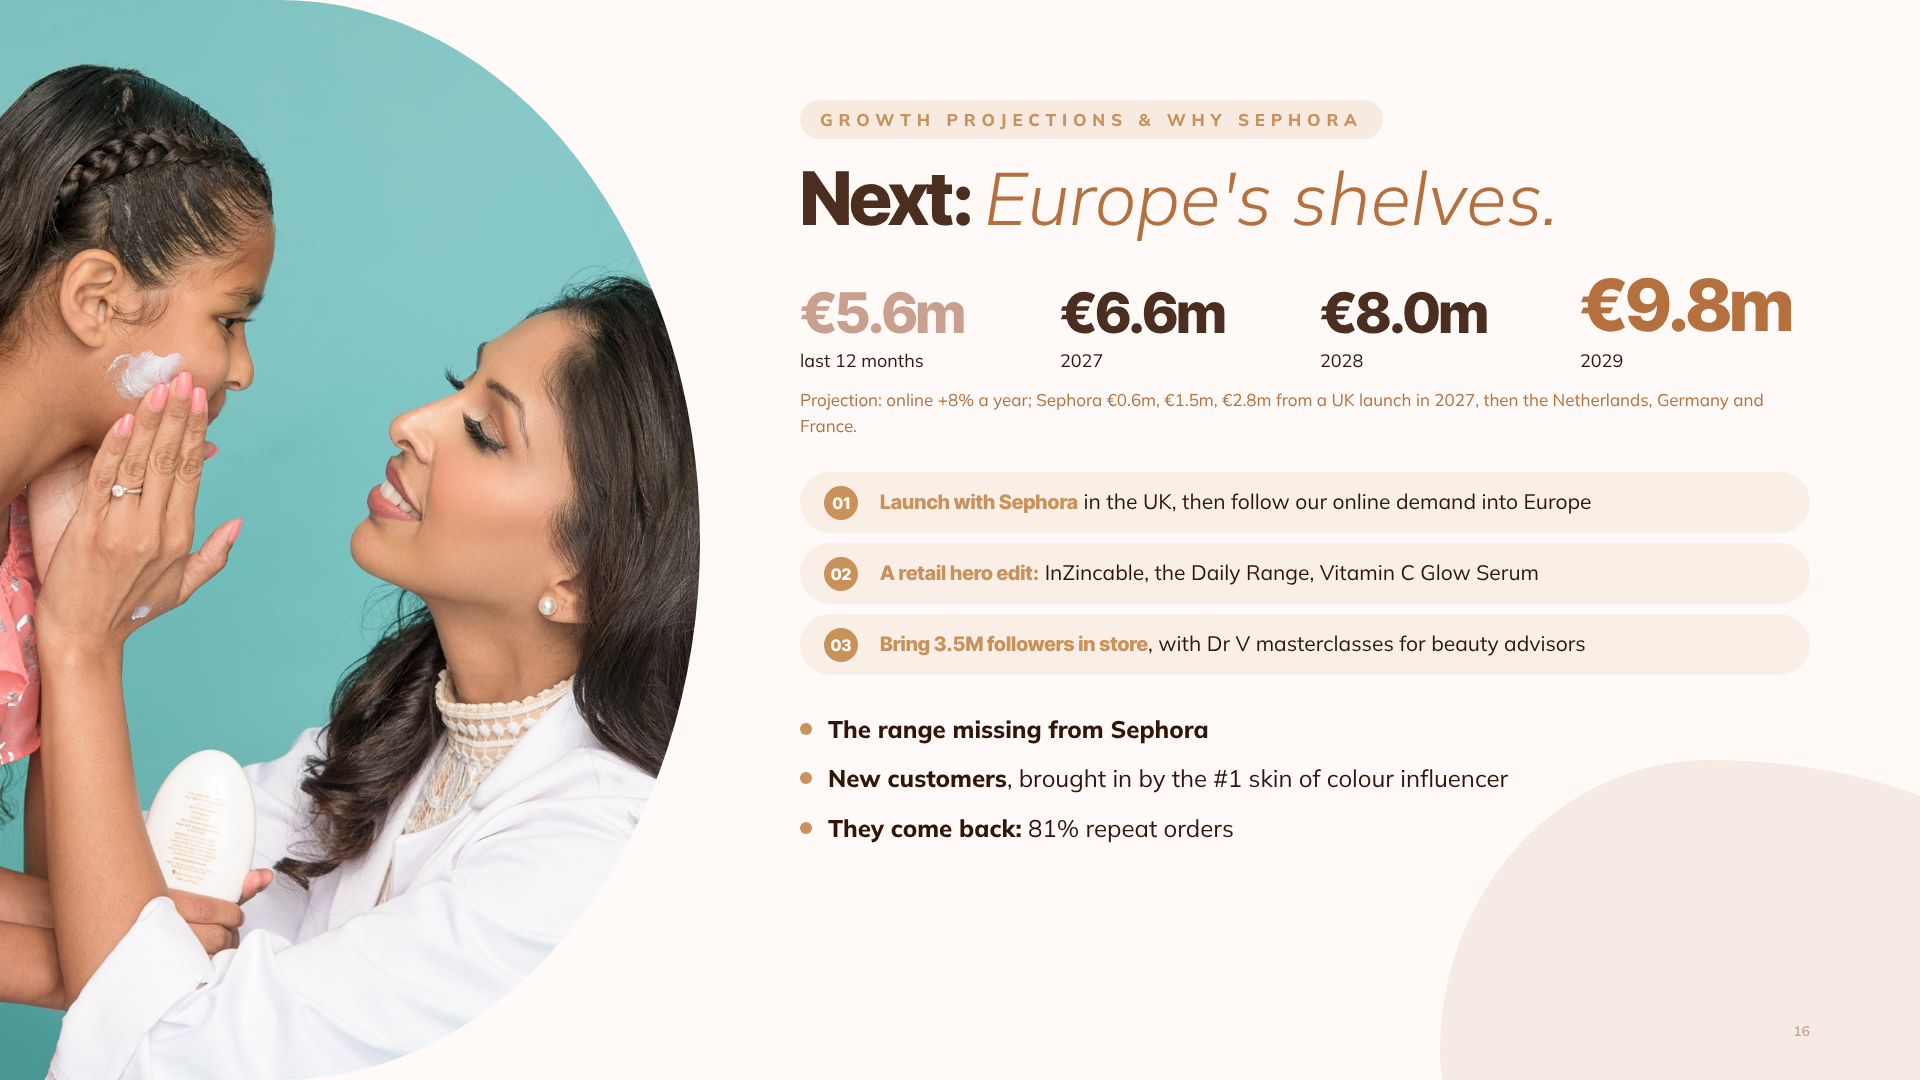 GROWTH PROJECTIONS & WHY SEPHORA
Next: Europe's shelves.
€5.6m €6.6m €8.0m €9.8m
last 12 months 2027 2028 2029
Projection: online +8% a year; Sephora €0.6m, €1.5m, €2.8m from a UK launch in 2027, then the Netherlands, Germany and
France.
01 Launch with Sephora in the UK, then follow our online demand into Europe
02 A retail hero edit: InZincable, the Daily Range, Vitamin C Glow Serum
03 Bring 3.5M followers in store, with Dr V masterclasses for beauty advisors
The range missing from Sephora
New customers, brought in by the #1 skin of colour influencer
They come back: 81% repeat orders
16